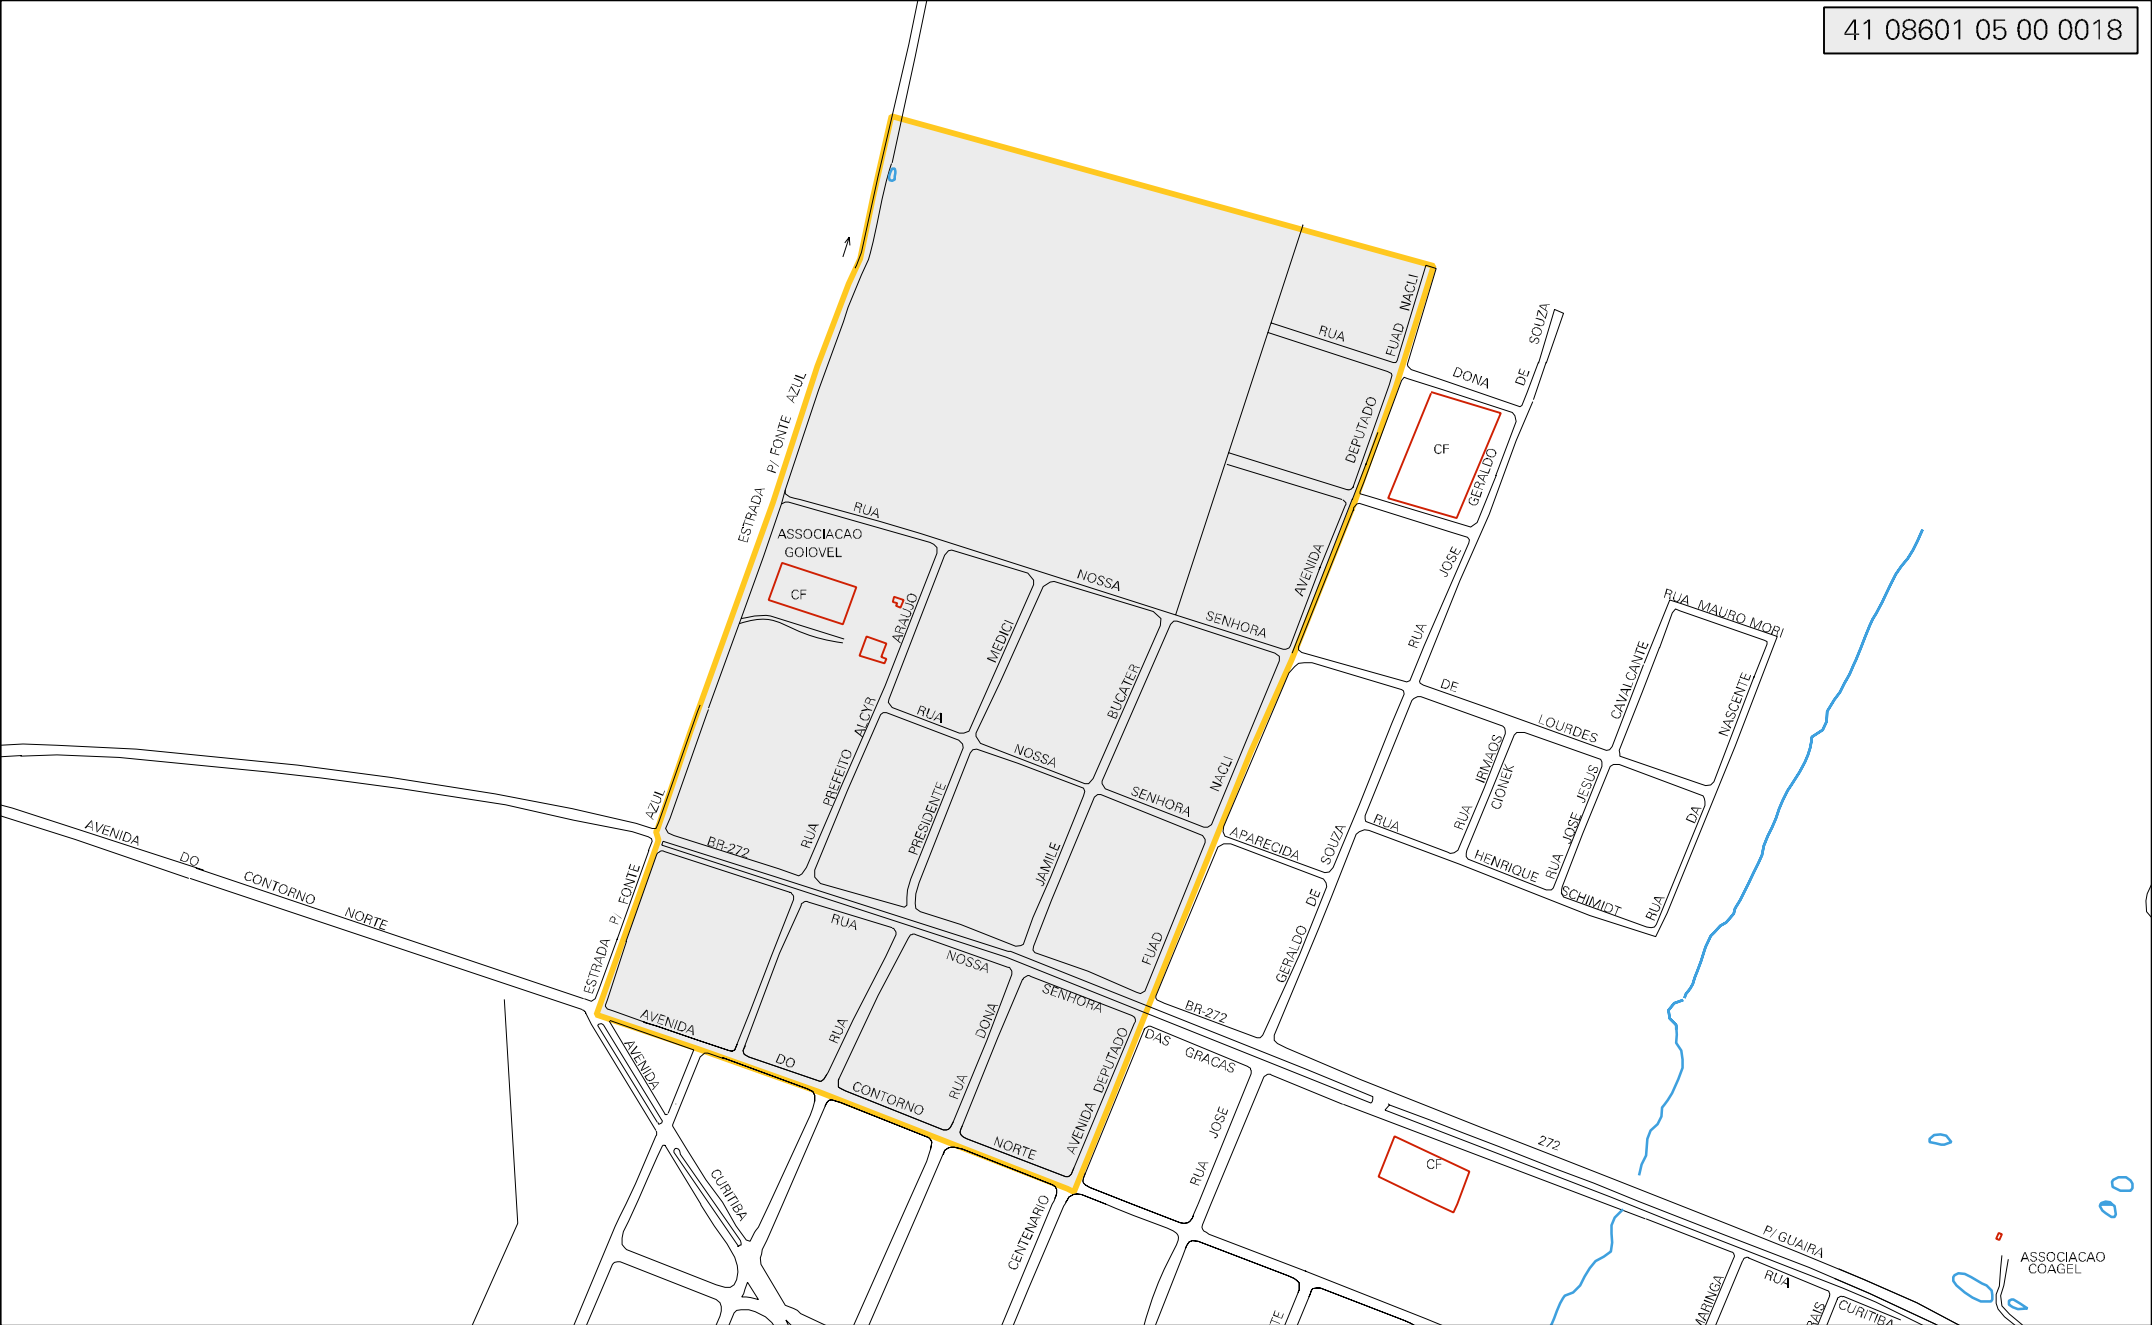 41 08601 05 00 0018
ESTRADA P/ FONTE AZUL
AVENIDA DEPUTADO FUAD NACLI
RUA
DONA
RUA JOSE GERALDO DE SOUZA
CF
RUA NOSSA SENHORA
DE LOURDES
ASSOCIACAO
GOIOVEL
CF
RUA PREFEITO ALCYR ARAUJO
PRESIDENTE MEDICI
JAMILE BUCATER
RUA NOSSA SENHORA
APARECIDA
FUAD NACLI
RUA MAURO MORI
CAVALCANTE
RUA DA NASCENTE
RUA IRMAOS
CIONEK
RUA JOSE JESUS
RUA HENRIQUE SCHIMIDT
GERALDO DE SOUZA
AZUL
ESTRADA P/ FONTE
BR-272
AVENIDA DO CONTORNO NORTE
RUA NOSSA SENHORA
DAS GRACAS
BR-272
RUA
RUA DONA
AVENIDA DEPUTADO
AVENIDA DO CONTORNO NORTE
AVENIDA CURITIBA
CENTENARIO
RUA JOSE
CF
272
P/ GUAIRA
ASSOCIACAO
COAGEL
RUA
CURITIBA